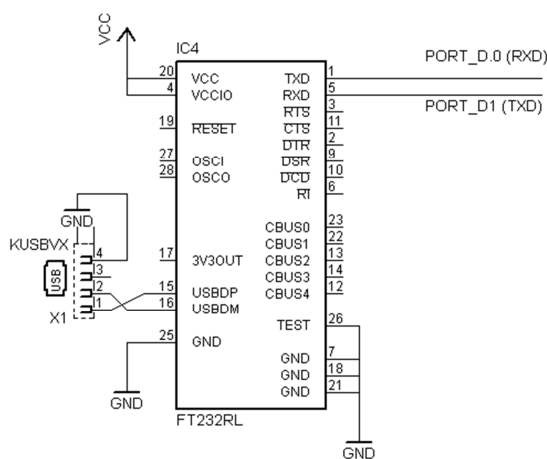 VCC
IC4
20 VCC TXD 1 PORT_D.0 (RXD)
4 VCCIO RXD 5 PORT_D1 (TXD)
RTS 3
19 RESET CTS 11
DTR 2
27 OSCI DSR 9
28 OSCO DCD 10
RI 6
GND
KUSBVX
CBUS0 23
CBUS1 22
4 17 3V3OUT CBUS2 13
3 CBUS3 14
USB
2 15 USBDP CBUS4 12
1 16 USBDM
X1
TEST 26
25 GND
GND 7
GND 18
GND 21
GND
FT232RL
GND